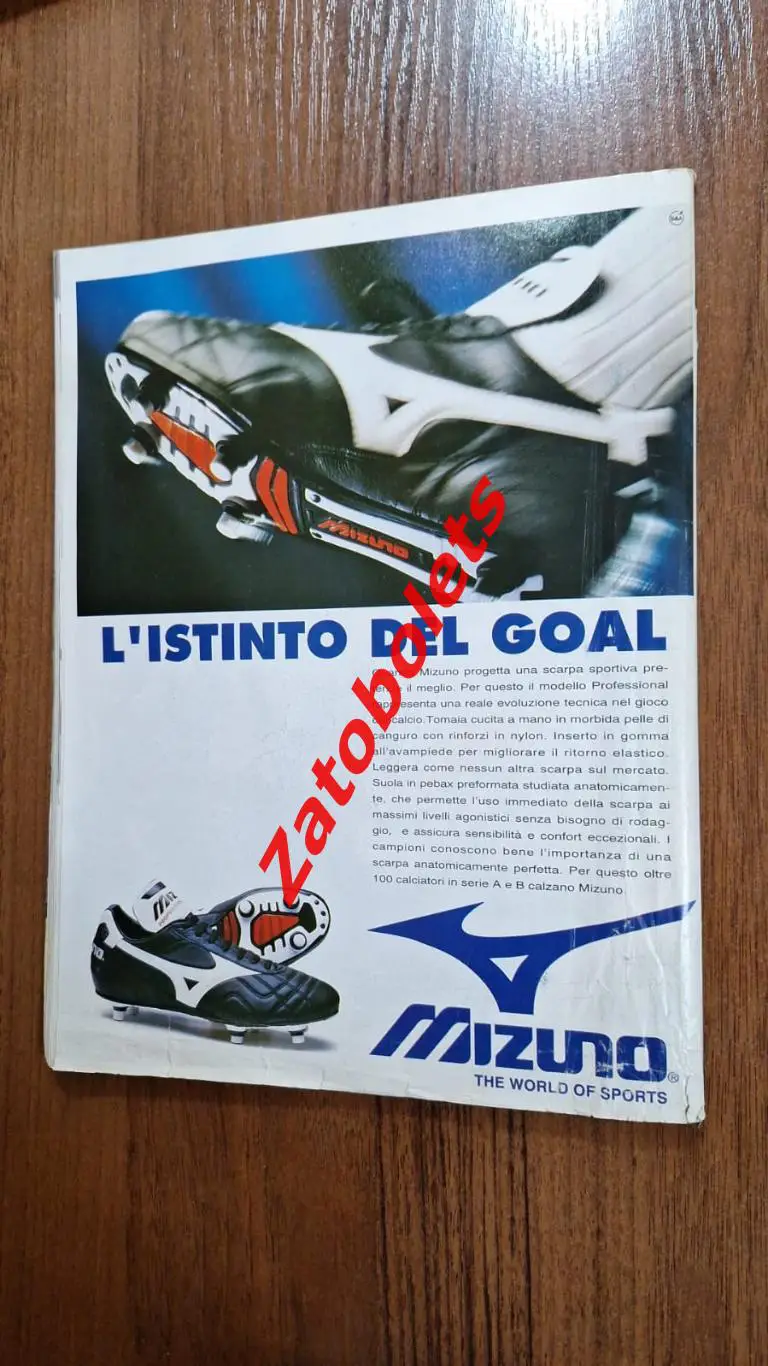 MIZUNO
L'ISTINTO DEL GOAL
Mizuno progetta una scarpa sportiva pre-
il meglio. Per questo il modello Professional
rappresenta una reale evoluzione tecnica nel gioco
calcio. Tomaia cucita a mano in morbida pelle di
canguro con rinforzi in nylon. Inserto in gomma
all'avampiede per migliorare il ritorno elastico.
Leggera come nessun altra scarpa sul mercato.
Suola in pebax preformata studiata anatomicamen-
te, che permette l'uso immediato della scarpa ai
massimi livelli agonistici senza bisogno di rodag-
gio, e assicura sensibilità e confort eccezionali. I
campioni conoscono bene l'importanza di una
scarpa anatomicamente perfetta. Per questo oltre
100 calciatori in serie A e B calzano Mizuno.
Zatobolets
MIZUNO®
THE WORLD OF SPORTS